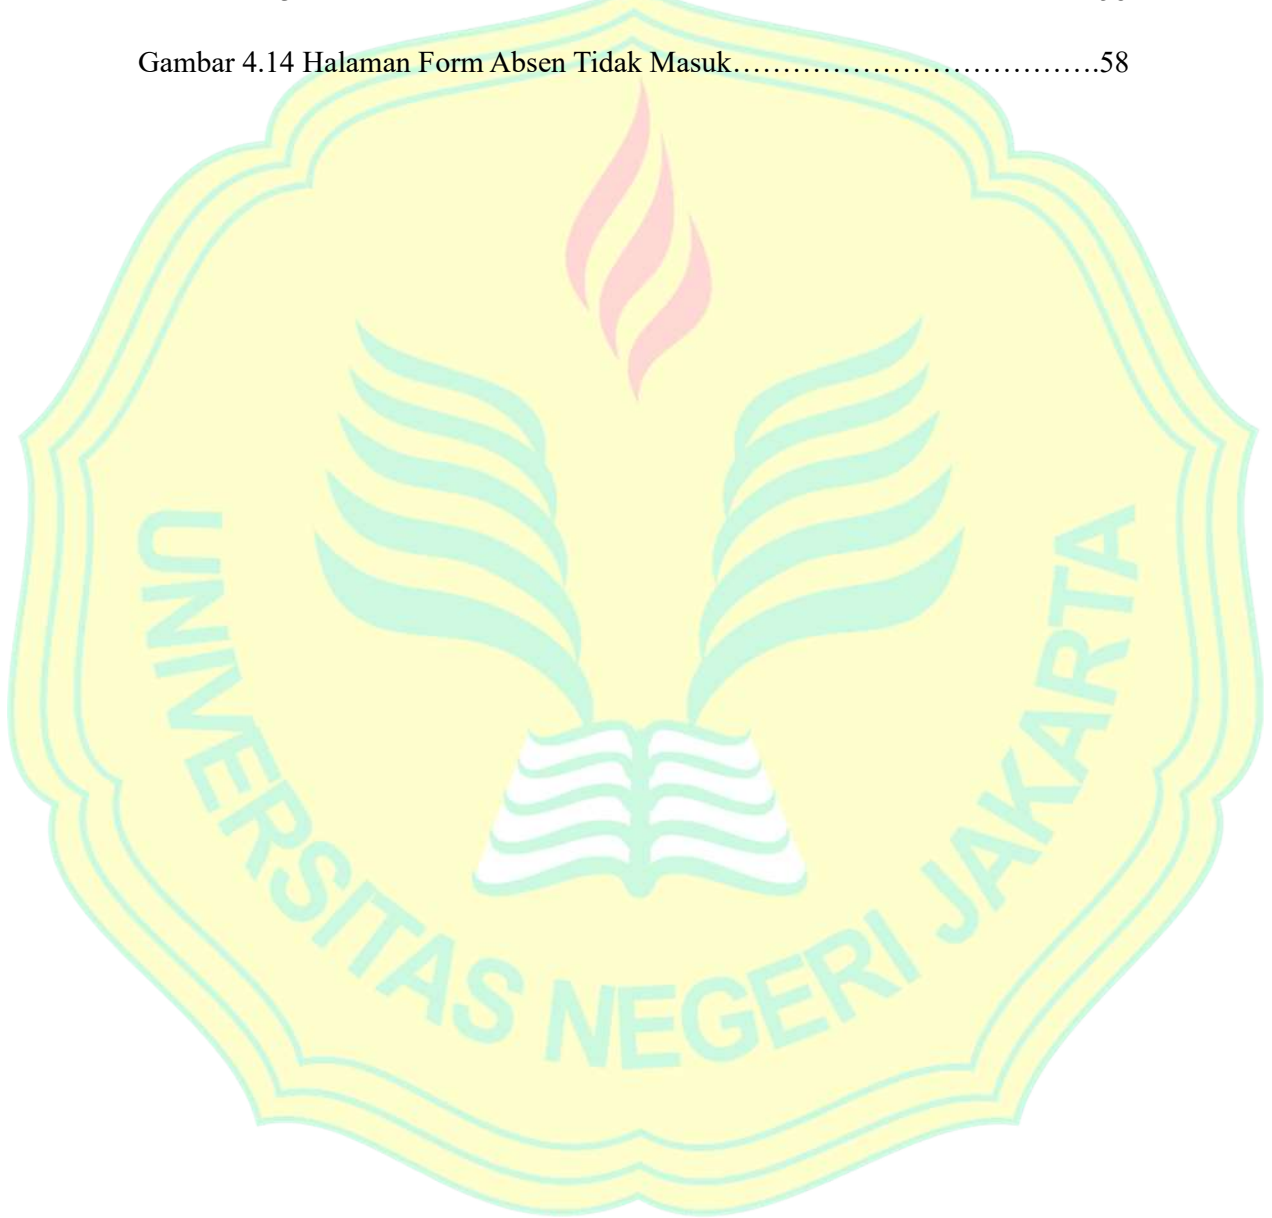 Gambar 4.14 Halaman Form Absen Tidak Masuk……………………………….58
UNIVERSITAS NEGERI JAKARTA